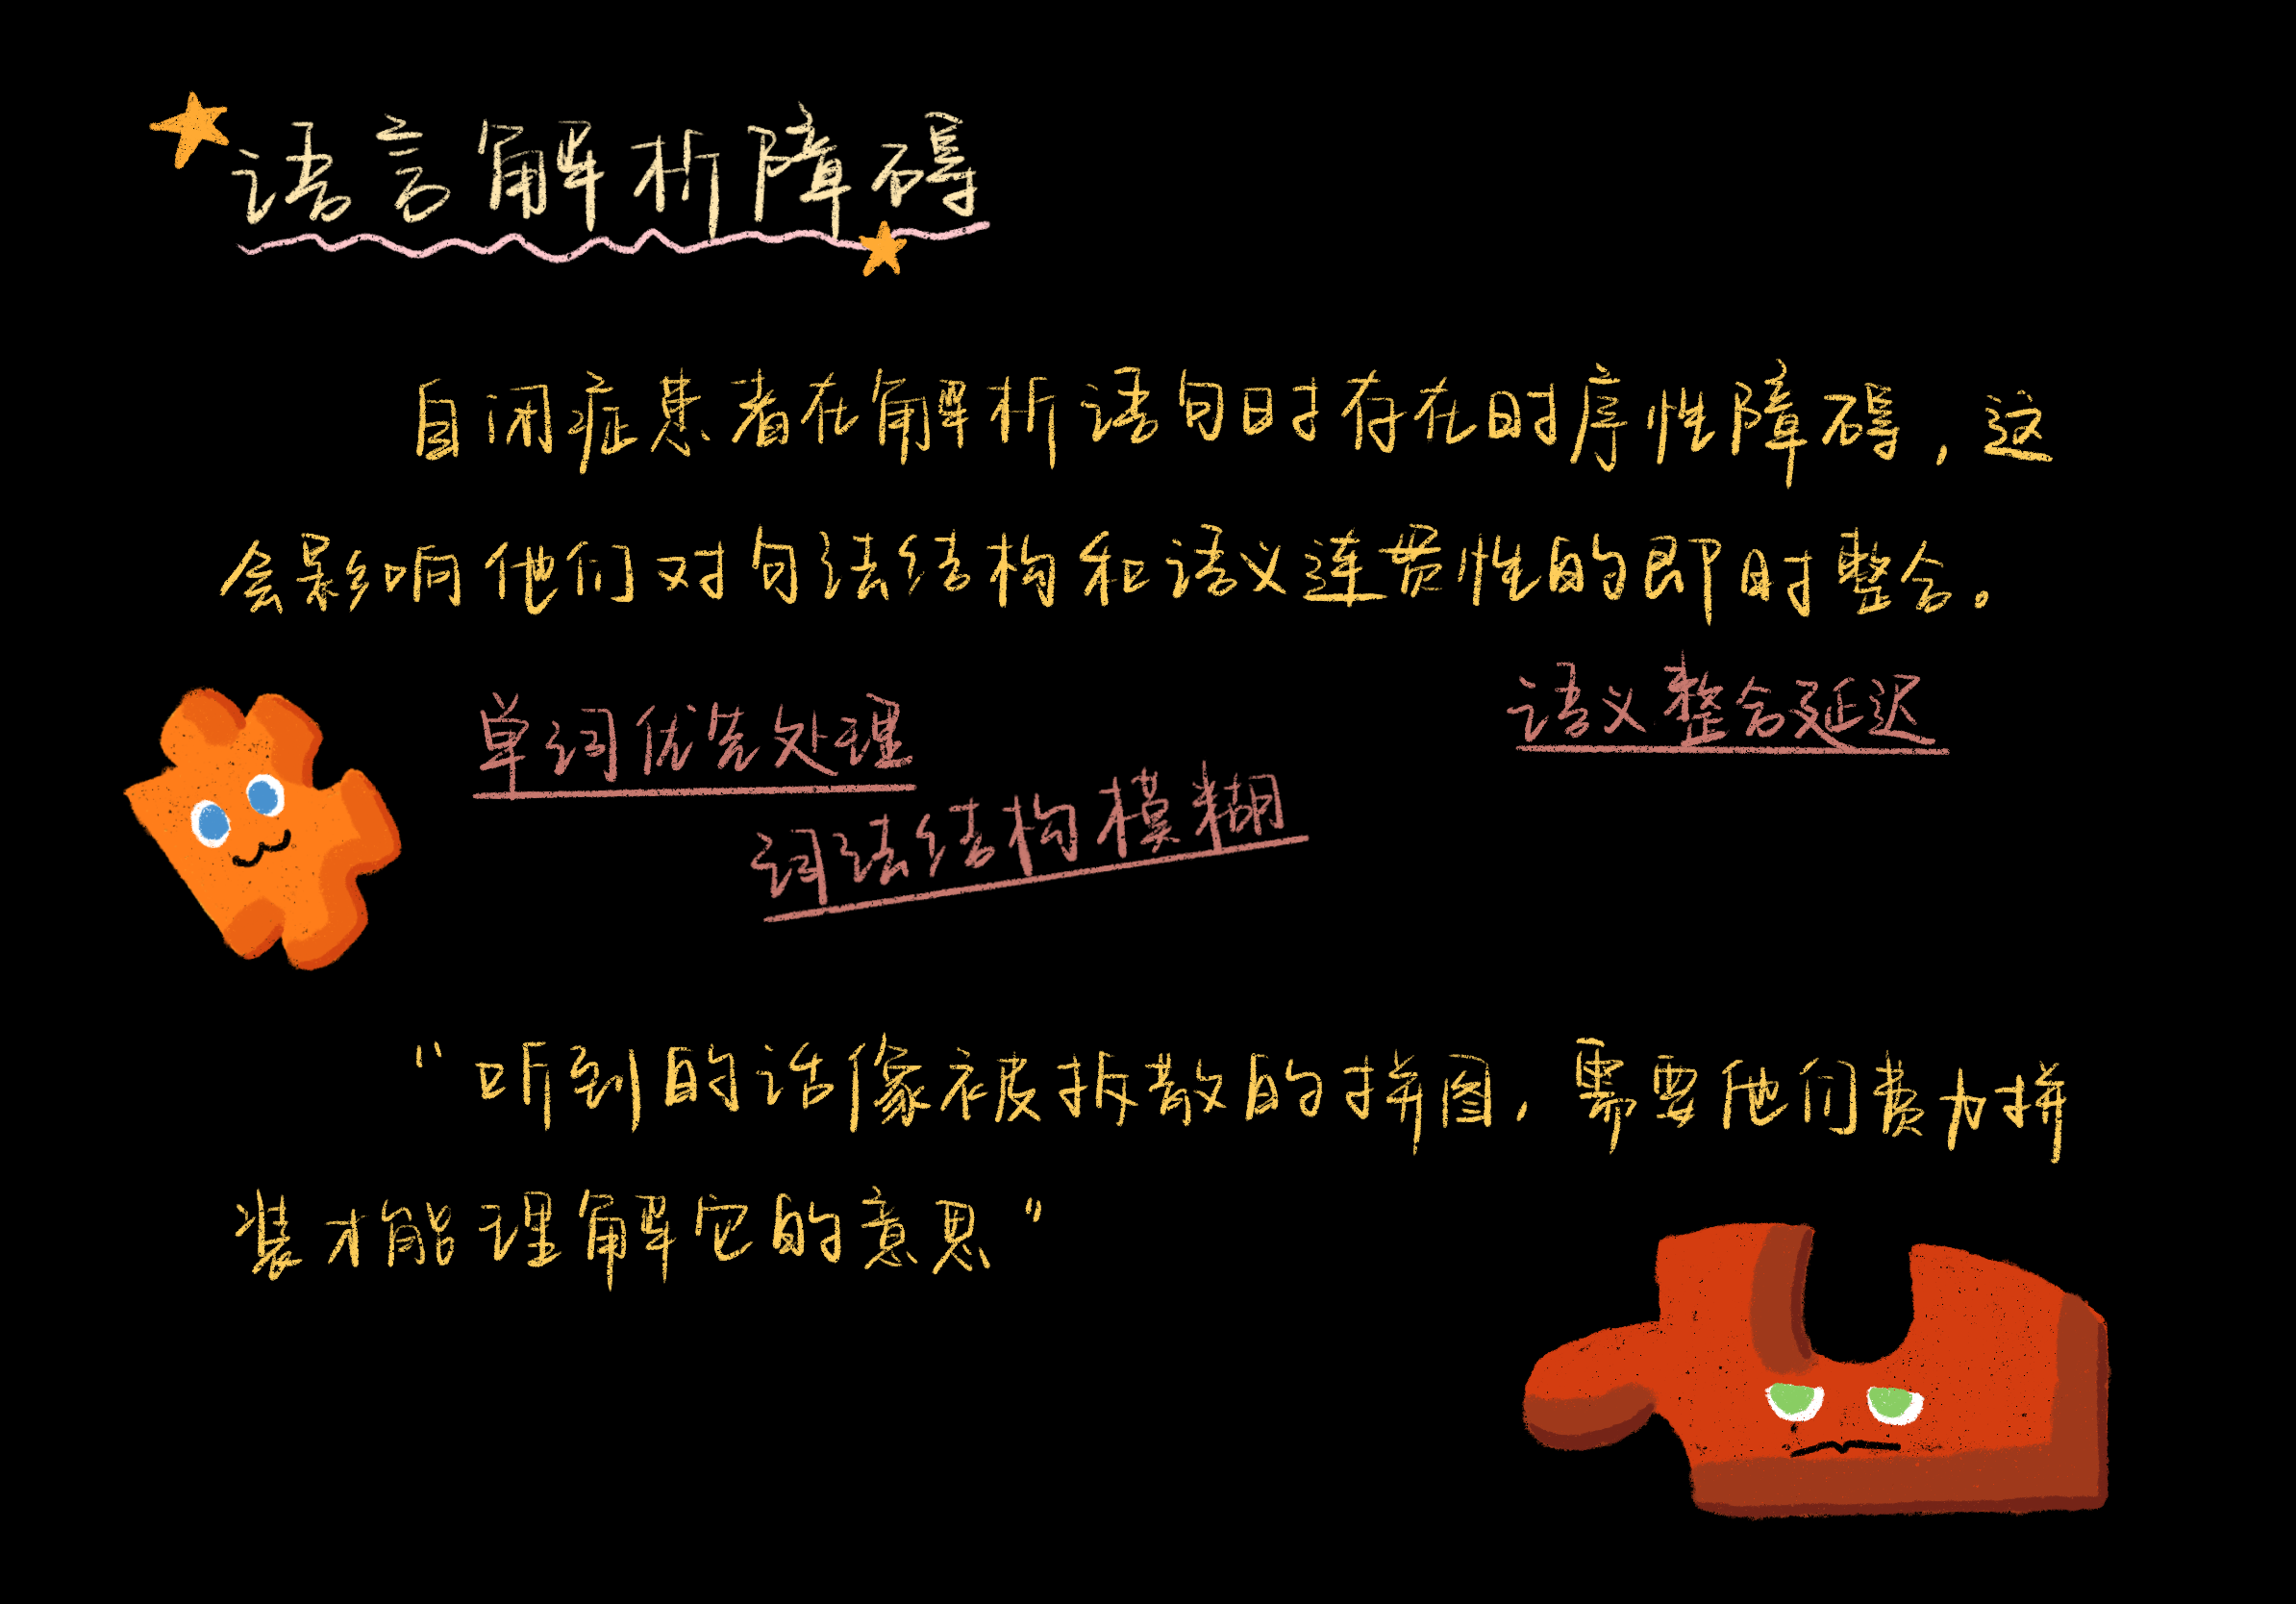 语言解析障碍
自闭症患者在解析语句时存在时序性障碍，这
会影响他们对句法结构和语义连贯性的即时整合。
语义整合延迟
单词优先处理
词法结构模糊
“听到的话像被拆散的拼图，需要他们费力拼
装才能理解它的意思”